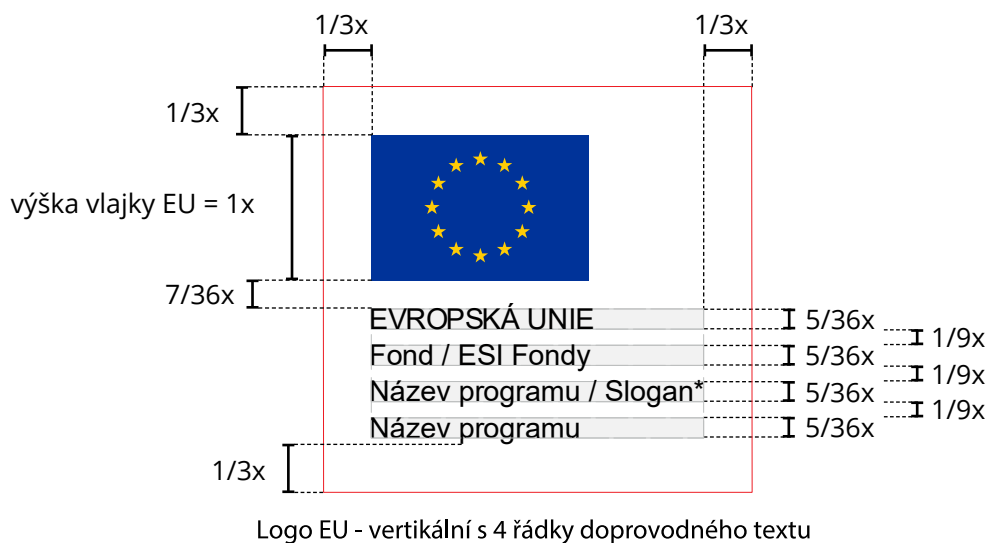 1/3x
1/3x
1/3x
výška vlajky EU = 1x
7/36x
EVROPSKÁ UNIE
5/36x
1/9x
Fond / ESI Fondy
5/36x
1/9x
Název programu / Slogan*
5/36x
1/9x
Název programu
5/36x
1/3x
Logo EU - vertikální s 4 řádky doprovodného textu